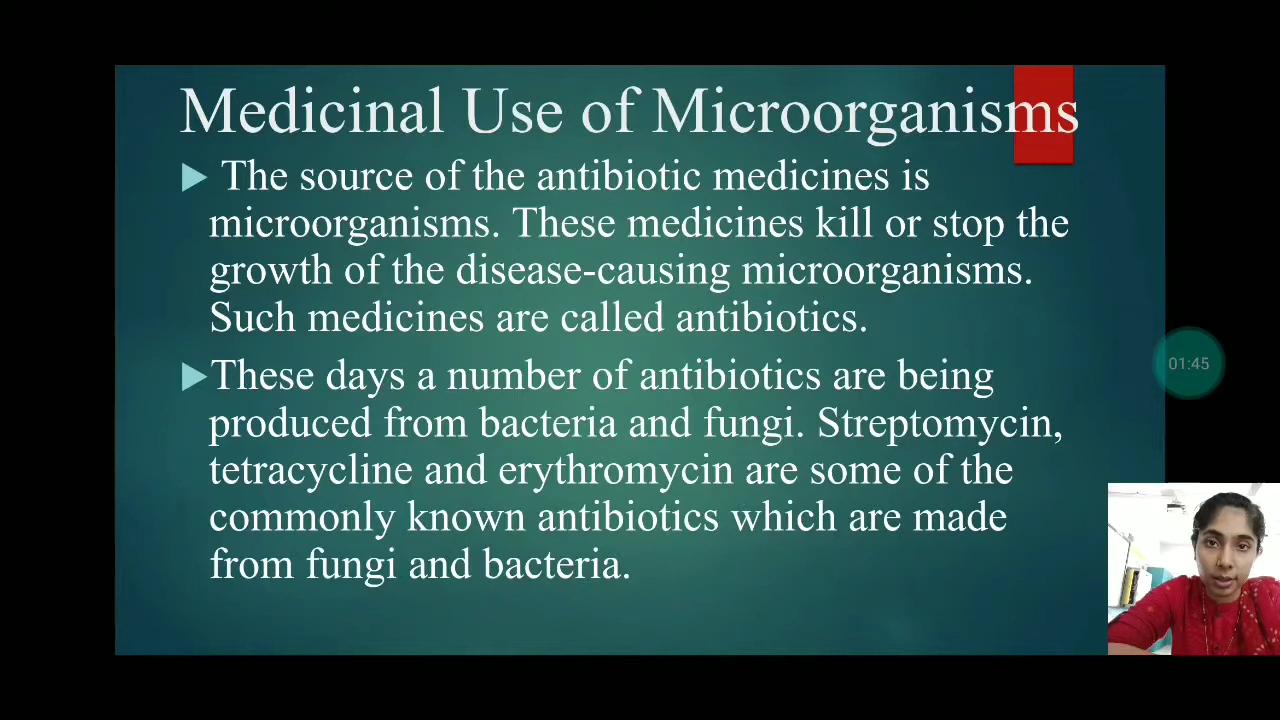 Medicinal Use of Microorganisms
The source of the antibiotic medicines is
microorganisms. These medicines kill or stop the
growth of the disease-causing microorganisms.
Such medicines are called antibiotics.
These days a number of antibiotics are being
produced from bacteria and fungi. Streptomycin,
tetracycline and erythromycin are some of the
commonly known antibiotics which are made
from fungi and bacteria.
01:45